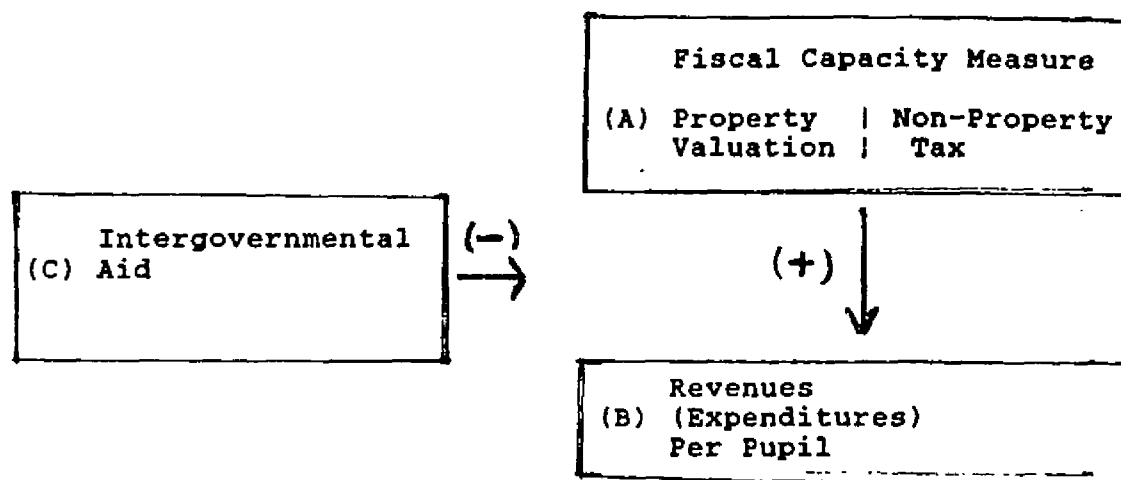 Fiscal Capacity Measure
(A) Property | Non-Property
Valuation | Tax
Intergovernmental
(C) Aid
(-)
(+)
Revenues
(B) (Expenditures)
Per Pupil